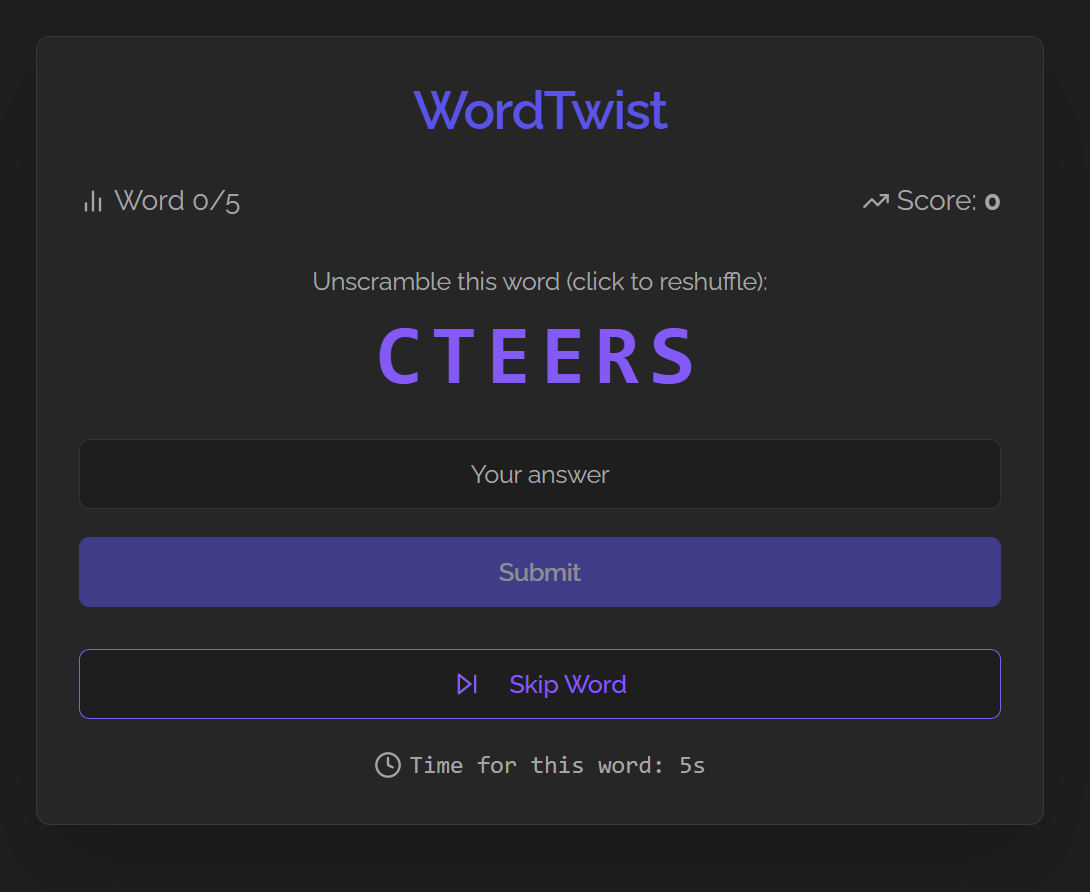 WordTwist
Word 0/5
Score: 0
Unscramble this word (click to reshuffle):
CTEERS
Your answer
Submit
Skip Word
Time for this word: 5s